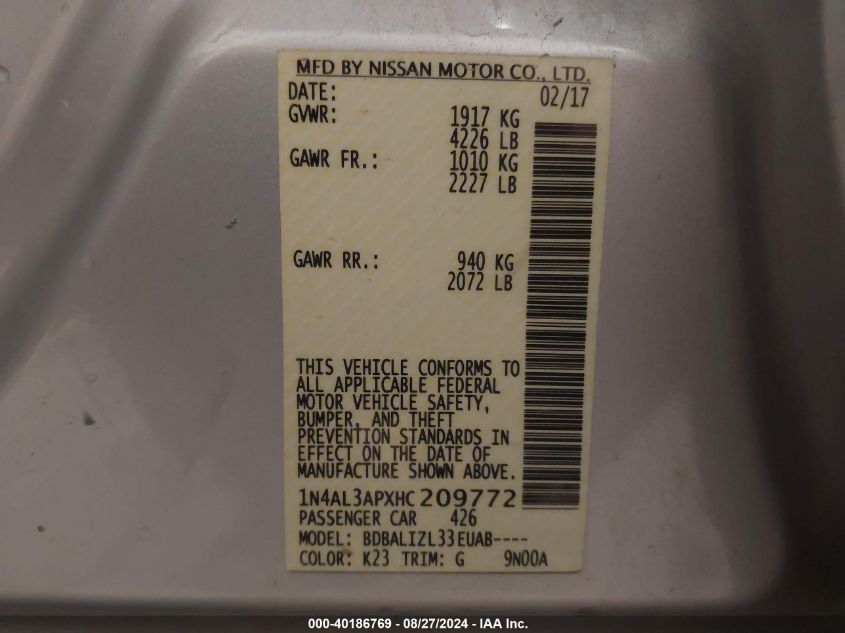 MFD BY NISSAN MOTOR CO., LTD.
DATE: 02/17
GVWR: 1917 KG
4226 LB
GAWR FR.: 1010 KG
2227 LB
GAWR RR.: 940 KG
2072 LB
THIS VEHICLE CONFORMS TO
ALL APPLICABLE FEDERAL
MOTOR VEHICLE SAFETY,
BUMPER, AND THEFT
PREVENTION STANDARDS IN
EFFECT ON THE DATE OF
MANUFACTURE SHOWN ABOVE.
1N4AL3APXHC209772
PASSENGER CAR 426
MODEL: BDBALIZL33EUAB----
COLOR: K23 TRIM: G 9N00A
000-40186769 - 08/27/2024 - IAA Inc.